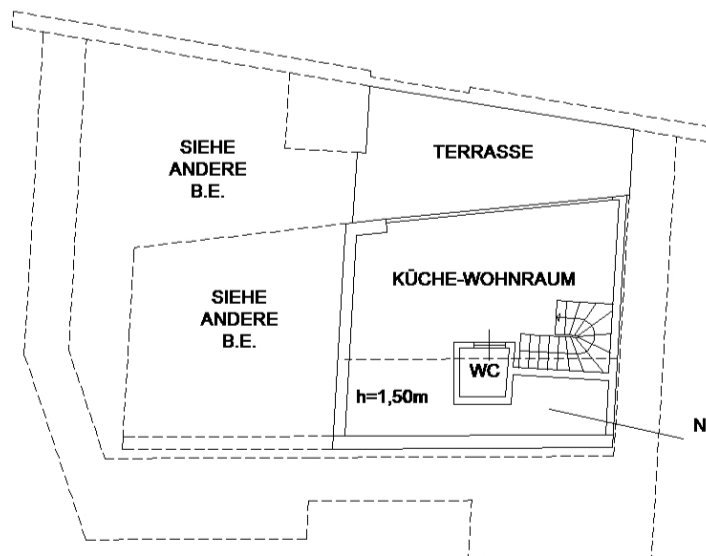 SIEHE
ANDERE
B.E.
TERRASSE
KÜCHE-WOHNRAUM
SIEHE
ANDERE
B.E.
WC
h=1,50m
N